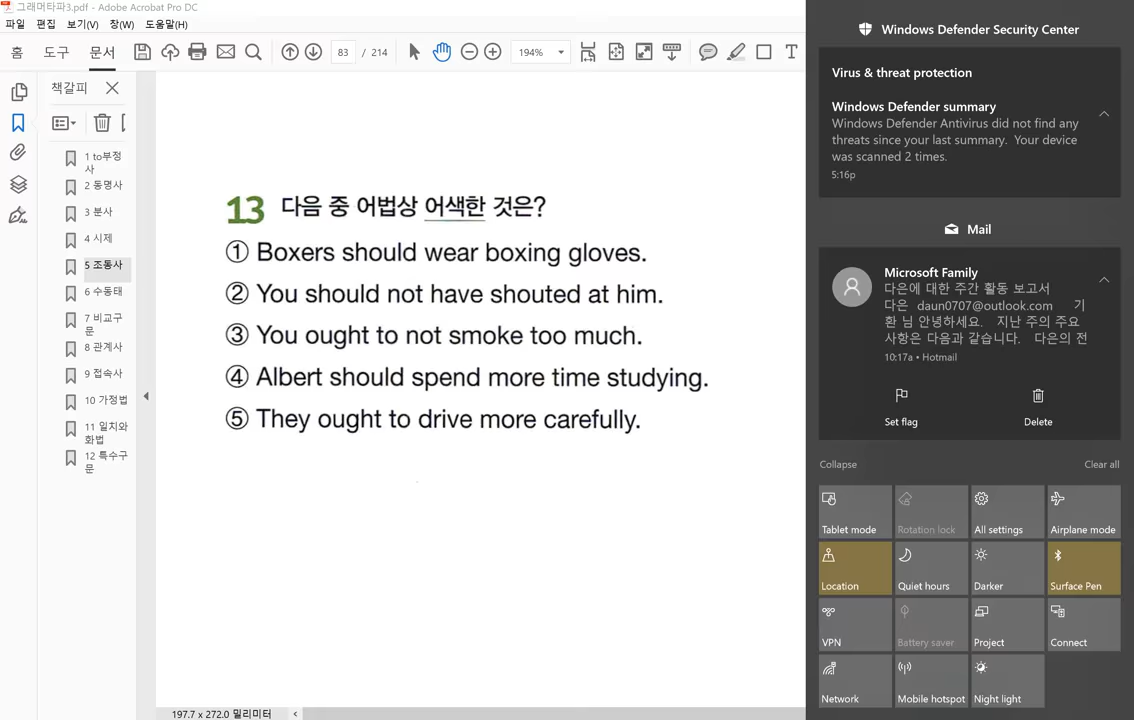 그래머타파3.pdf - Adobe Acrobat Pro DC
파일 편집 보기(V) 창(W) 도움말(H)
홈 도구 문서 83 / 214 194%
책갈피
1 to부정
사
2 동명사
3 분사
4 시제
5 조동사
6 수동태
7 비교구
문
8 관계사
9 접속사
10 가정법
11 일치와
화법
12 특수구
문
13 다음 중 어법상 어색한 것은?
① Boxers should wear boxing gloves.
② You should not have shouted at him.
③ You ought to not smoke too much.
④ Albert should spend more time studying.
⑤ They ought to drive more carefully.
197.7 x 272.0 밀리미터
Windows Defender Security Center
Virus & threat protection
Windows Defender summary
Windows Defender Antivirus did not find any
threats since your last summary. Your device
was scanned 2 times.
5:16p
Mail
Microsoft Family
다은에 대한 주간 활동 보고서
다은 daun0707@outlook.com 기
환 님 안녕하세요. 지난 주의 주요
사항은 다음과 같습니다. 다은의 전
10:17a • Hotmail
Set flag Delete
Collapse Clear all
Tablet mode Rotation lock All settings Airplane mode
Location Quiet hours Darker Surface Pen
VPN Battery saver Project Connect
Network Mobile hotspot Night light